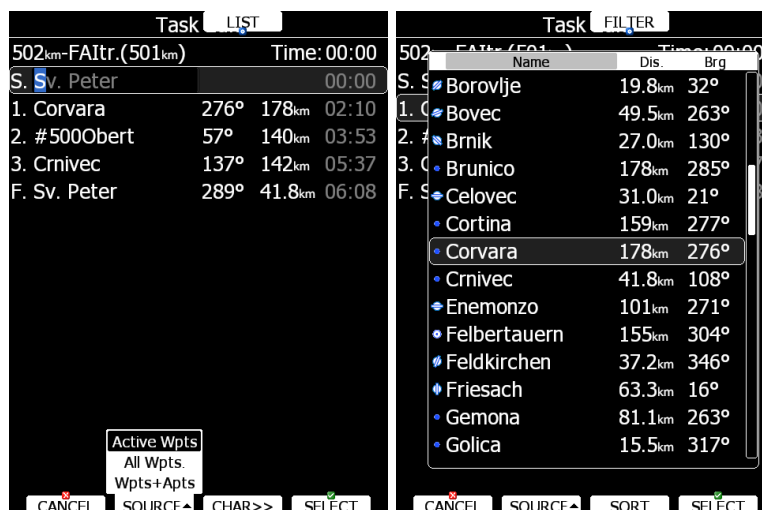 Task
LIST
502km-FAItr.(501km) Time: 00:00
S. Sv. Peter 00:00
1. Corvara 276° 178km 02:10
2. #500Obert 57° 140km 03:53
3. Crnivec 137° 142km 05:37
F. Sv. Peter 289° 41.8km 06:08
Active Wpts
All Wpts.
Wpts+Apts
CANCEL SOURCE CHAR>> SELECT
Task
FILTER
502
S. S
1. C
2. #
3. C
F. S
Name Dis. Brg
Borovlje 19.8km 32°
Bovec 49.5km 263°
Brnik 27.0km 130°
Brunico 178km 285°
Celovec 31.0km 21°
Cortina 159km 277°
Corvara 178km 276°
Crnivec 41.8km 108°
Enemonzo 101km 271°
Felbertauern 155km 304°
Feldkirchen 37.2km 346°
Friesach 63.3km 16°
Gemona 81.1km 263°
Golica 15.5km 317°
CANCEL SOURCE SORT SELECT